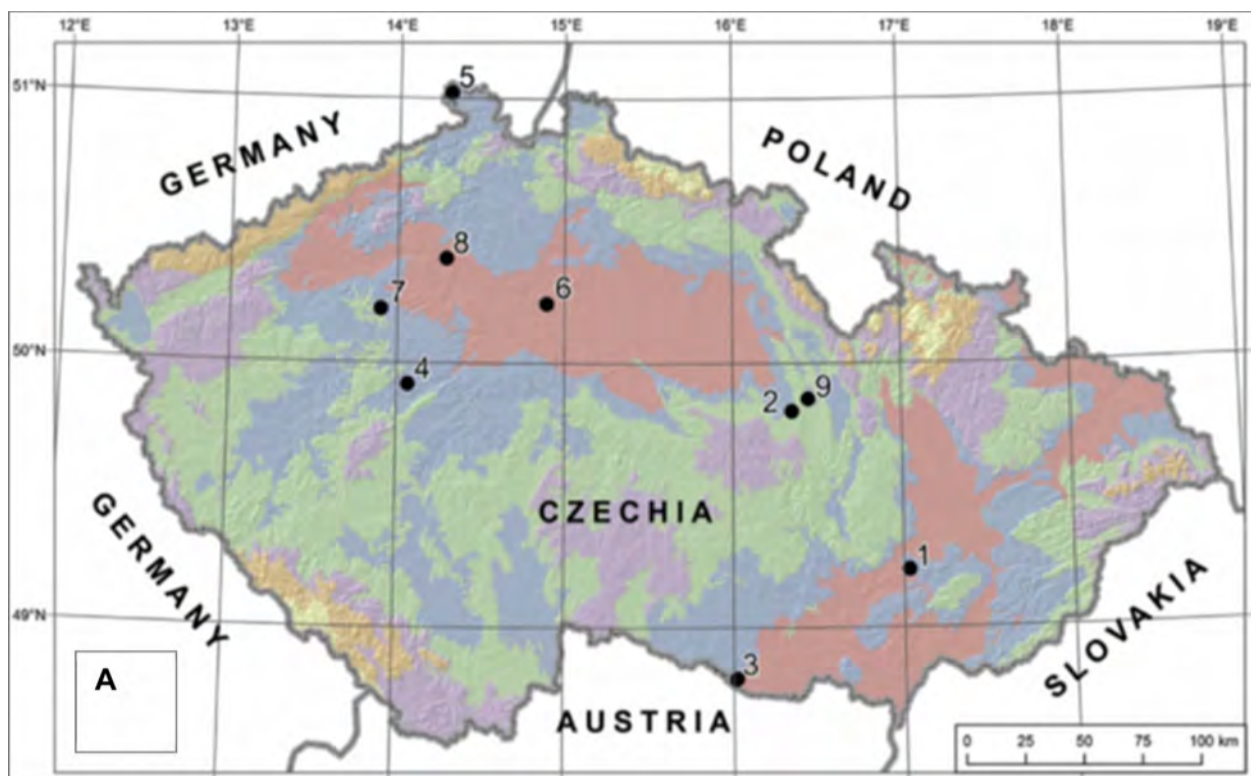 12°E 13°E 14°E 15°E 16°E 17°E 18°E 19°E
51°N
5
GERMANY
POLAND
8
7
6
50°N
4
2 9
CZECHIA
GERMANY
1
49°N
SLOVAKIA
3
A
AUSTRIA
0 25 50 75 100 km